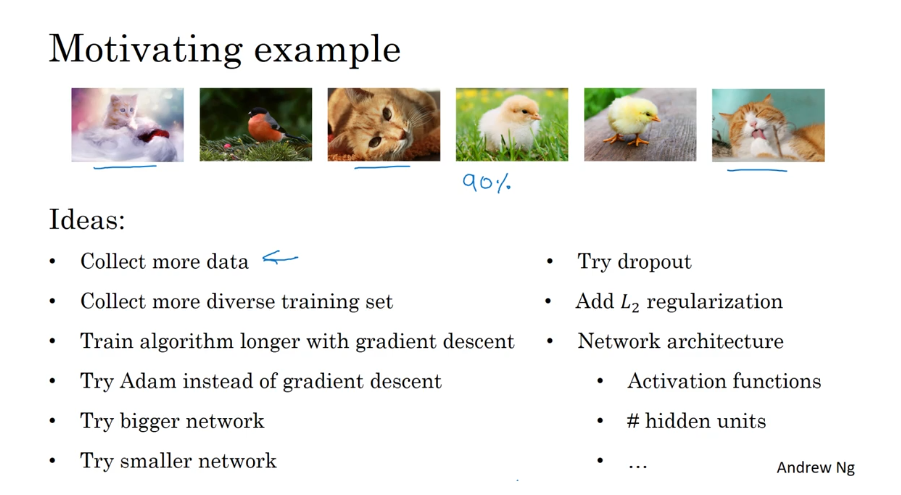 Motivating example
90%
Ideas:
• Collect more data ←
• Collect more diverse training set
• Train algorithm longer with gradient descent
• Try Adam instead of gradient descent
• Try bigger network
• Try smaller network
• Try dropout
• Add L₂ regularization
• Network architecture
• Activation functions
• # hidden units
• ...
Andrew Ng